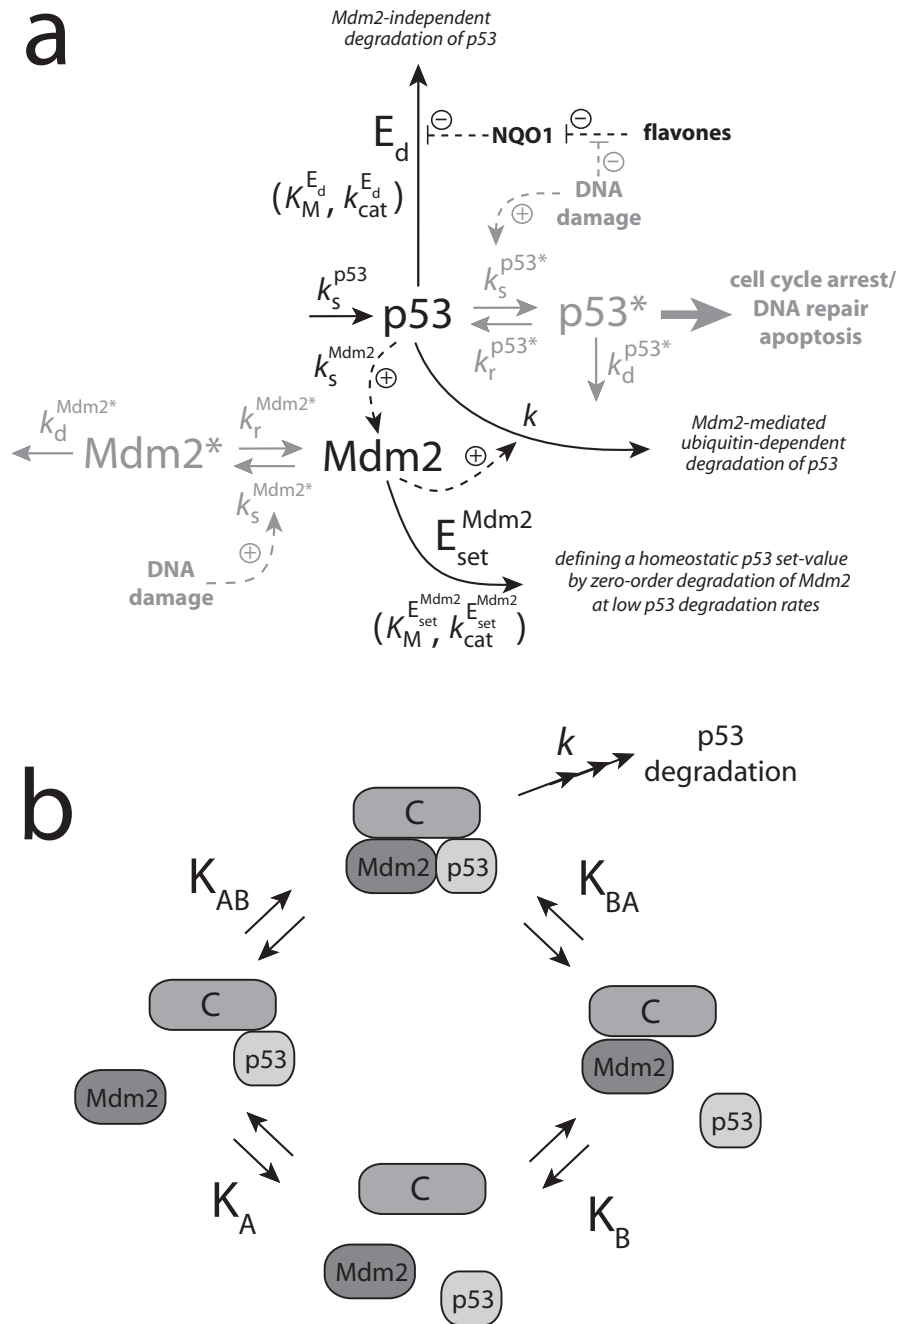 a
Mdm2-independent
degradation of p53
E_d
NQO1
flavones
(K_M^{E_d}, k_cat^{E_d})
DNA
damage
k_s^{p53}
p53
k_s^{p53*}
k_r^{p53*}
p53*
k_d^{p53*}
cell cycle arrest/
DNA repair
apoptosis
k_s^{Mdm2}
k
k_d^{Mdm2*}
Mdm2*
k_r^{Mdm2*}
k_s^{Mdm2*}
Mdm2
Mdm2-mediated
ubiquitin-dependent
degradation of p53
DNA
damage
E_set^{Mdm2}
(K_M^{E_set^{Mdm2}}, k_cat^{E_set^{Mdm2}})
defining a homeostatic p53 set-value
by zero-order degradation of Mdm2
at low p53 degradation rates
b
k
p53
degradation
C
Mdm2
p53
K_AB
K_BA
C
p53
Mdm2
C
Mdm2
p53
K_A
K_B
C
Mdm2
p53